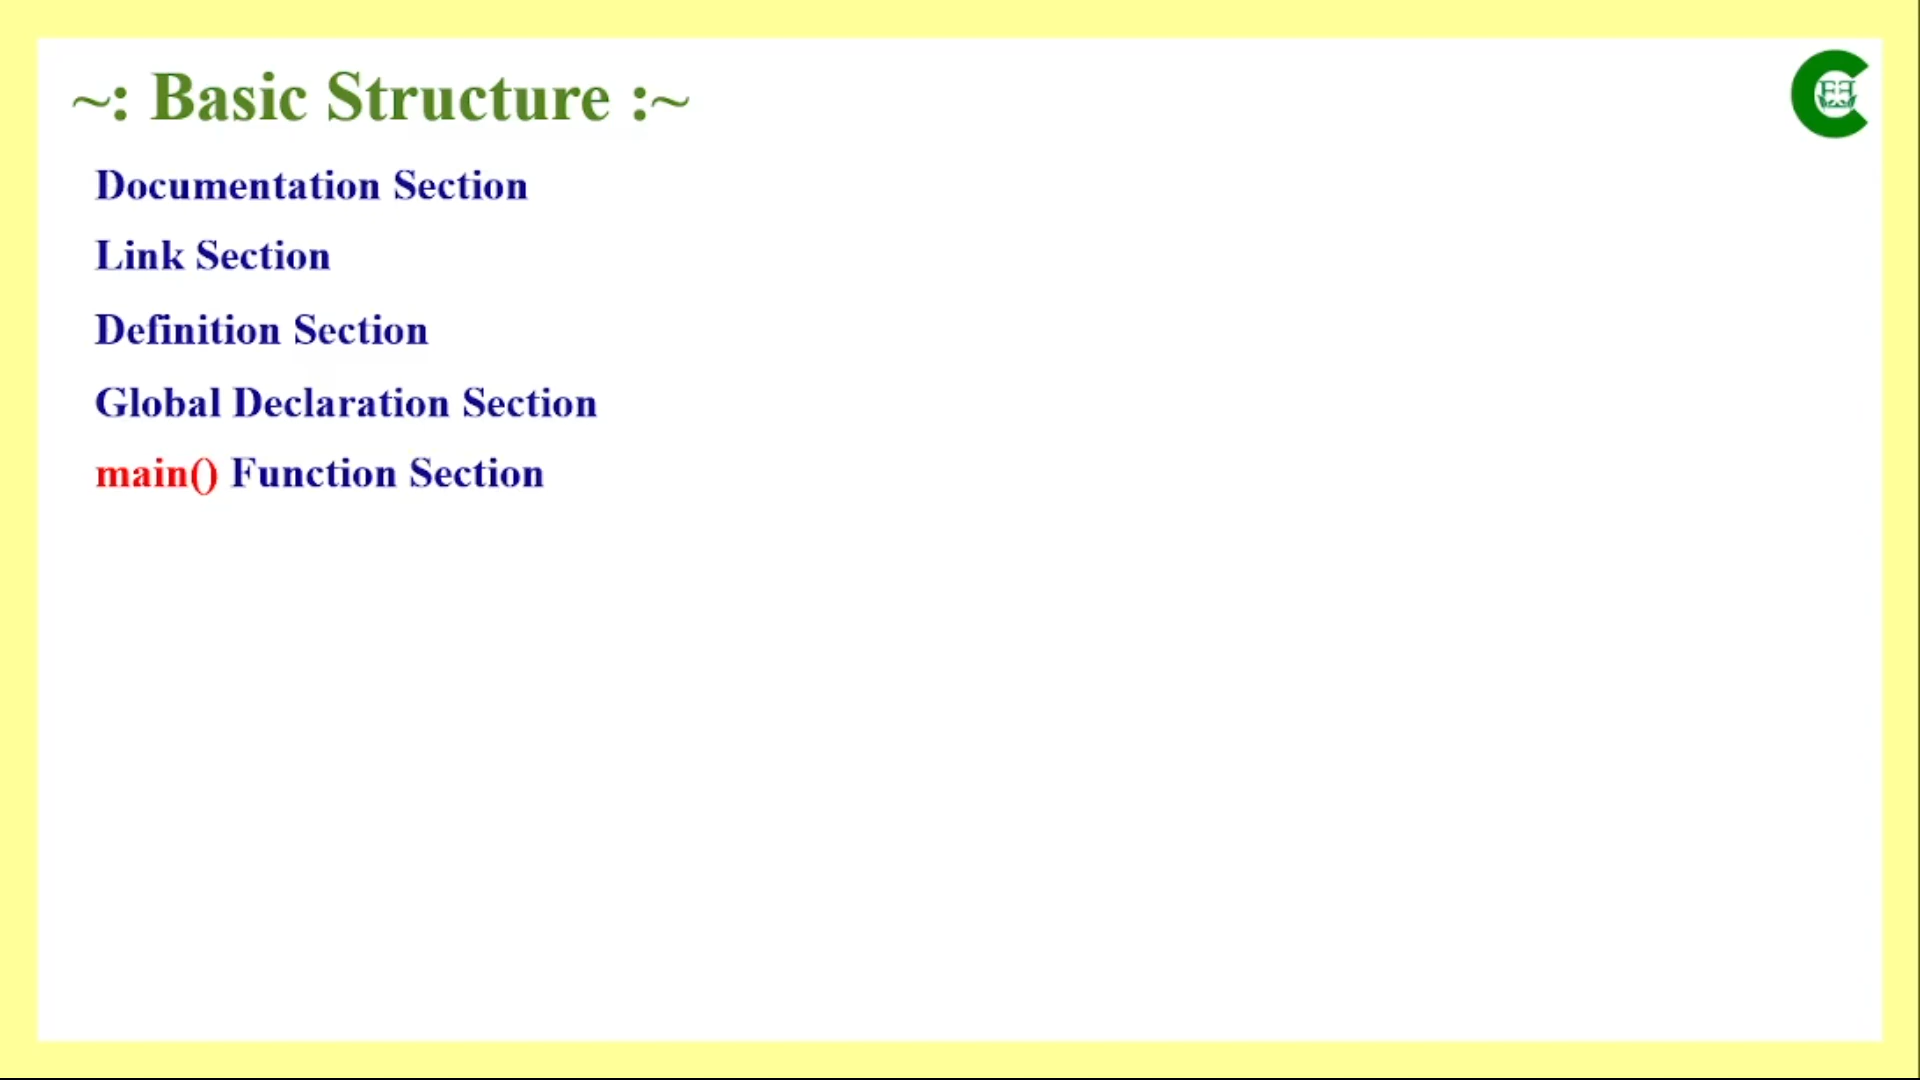 ~: Basic Structure :~
Documentation Section
Link Section
Definition Section
Global Declaration Section
main() Function Section